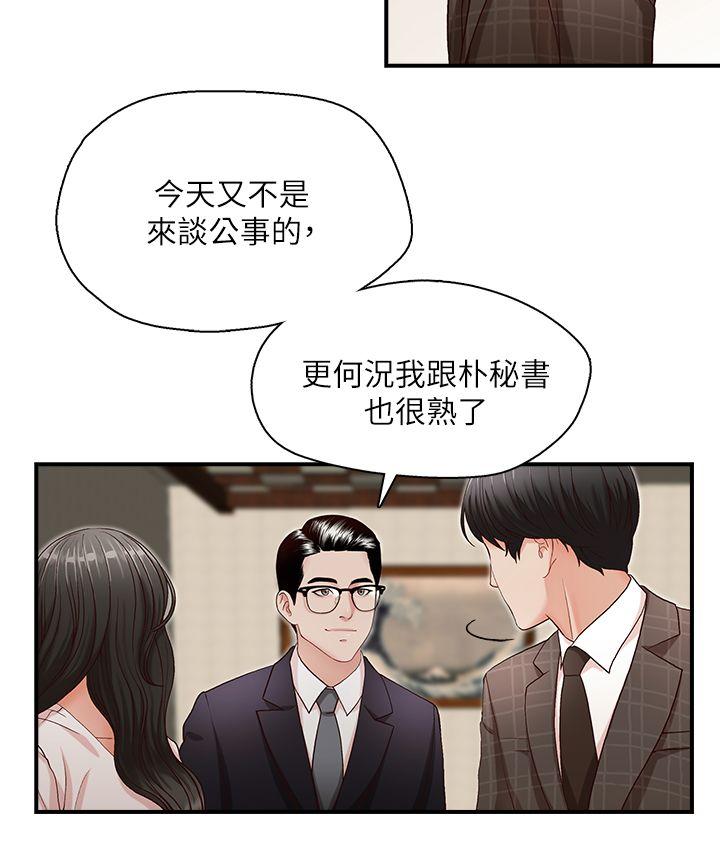 今天又不是
來談公事的，
更何況我跟朴秘書
也很熟了